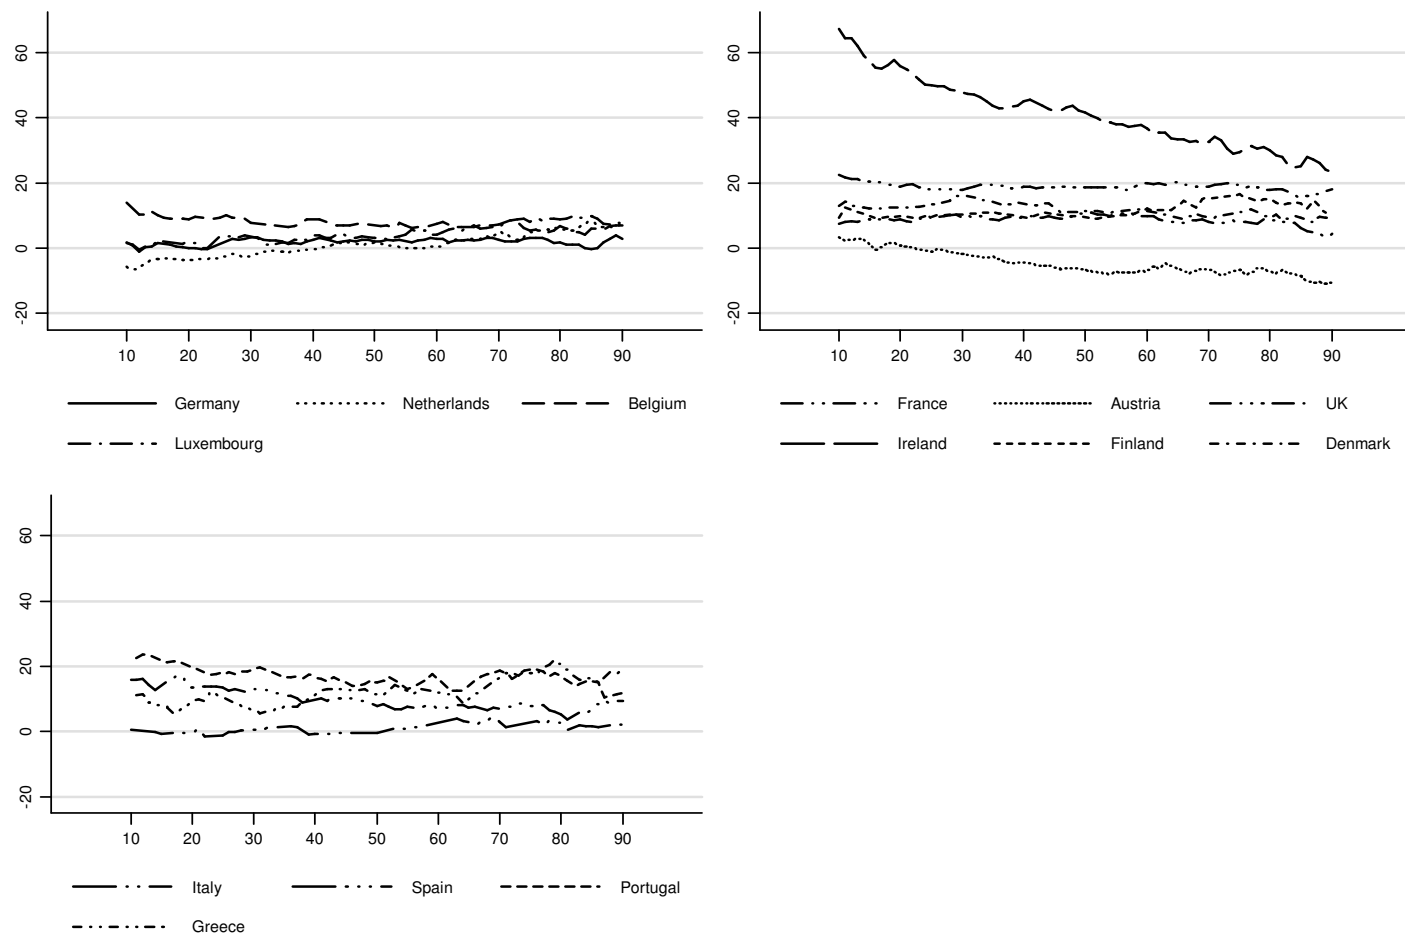 60
40
20
0
-20
10 20 30 40 50 60 70 80 90
Germany Netherlands Belgium
Luxembourg
60
40
20
0
-20
10 20 30 40 50 60 70 80 90
France Austria UK
Ireland Finland Denmark
60
40
20
0
-20
10 20 30 40 50 60 70 80 90
Italy Spain Portugal
Greece